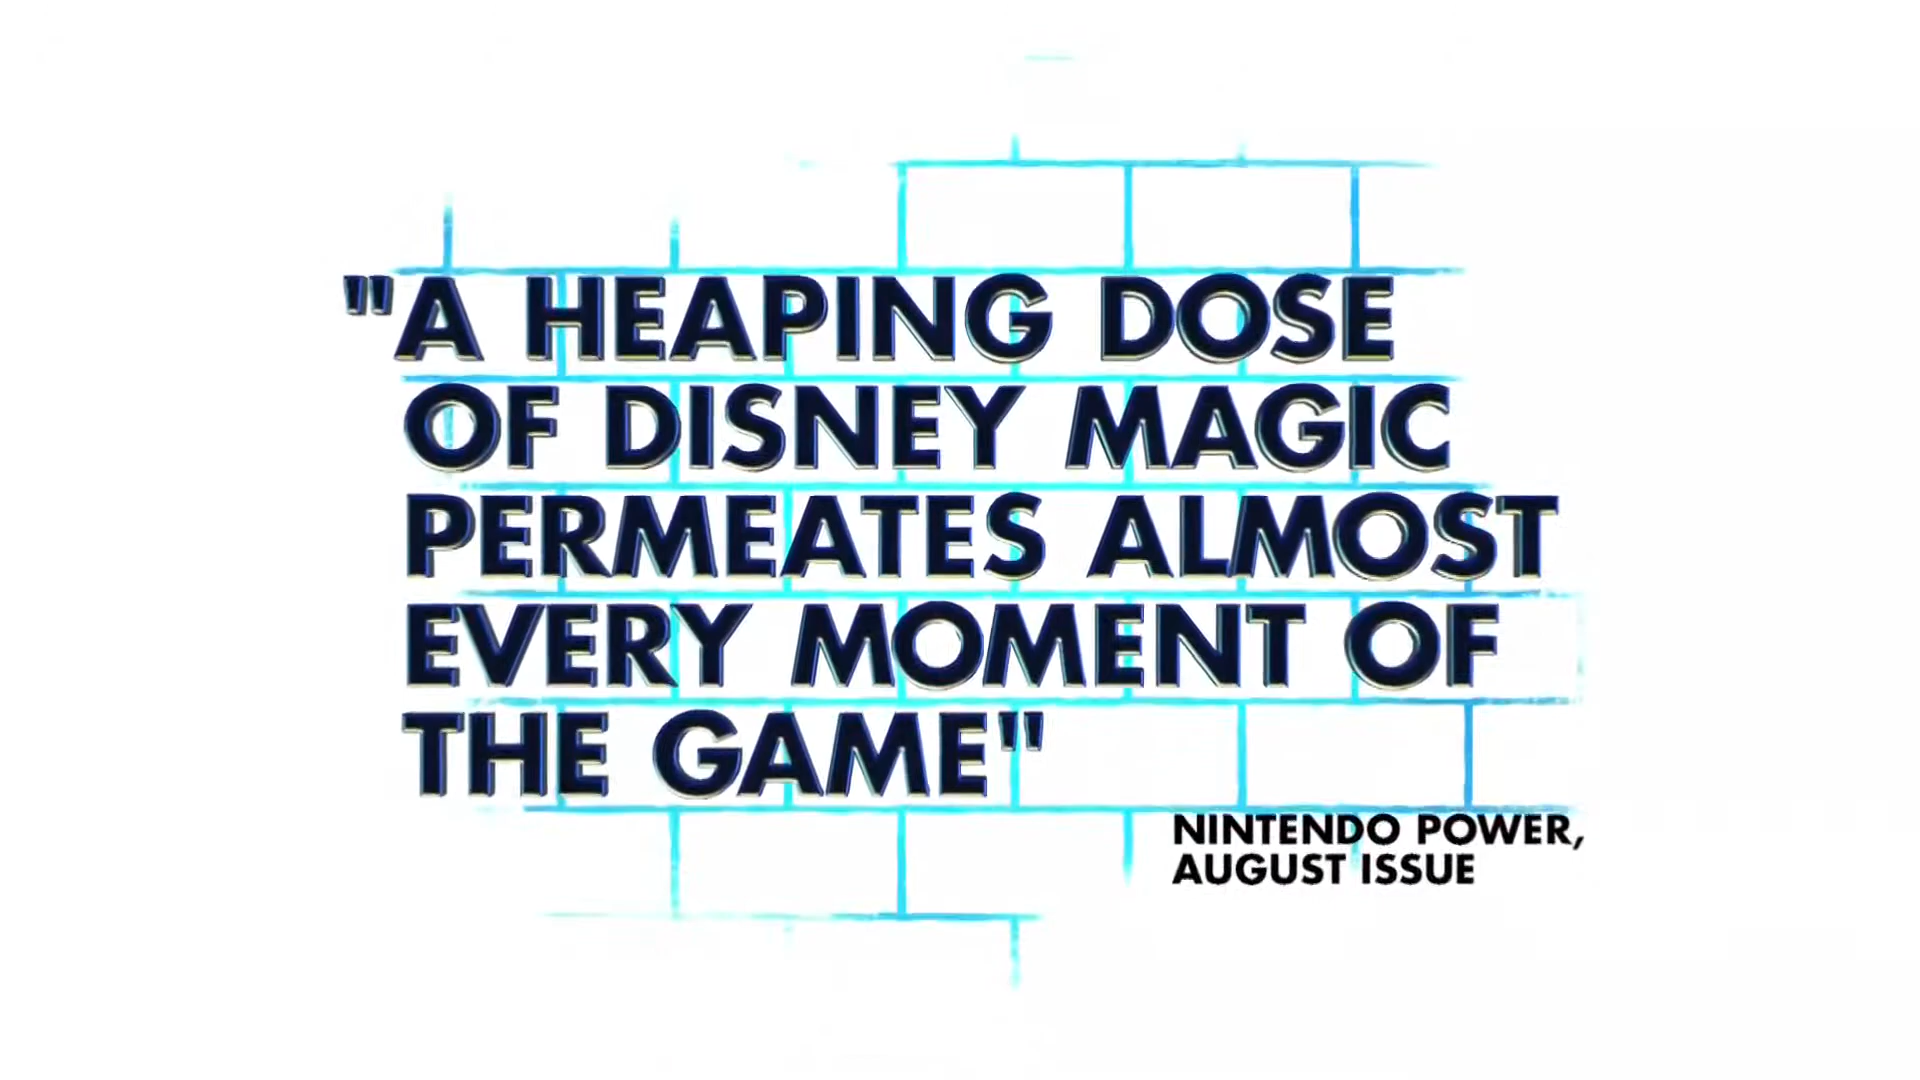 "A HEAPING DOSE
OF DISNEY MAGIC
PERMEATES ALMOST
EVERY MOMENT OF
THE GAME"
NINTENDO POWER,
AUGUST ISSUE